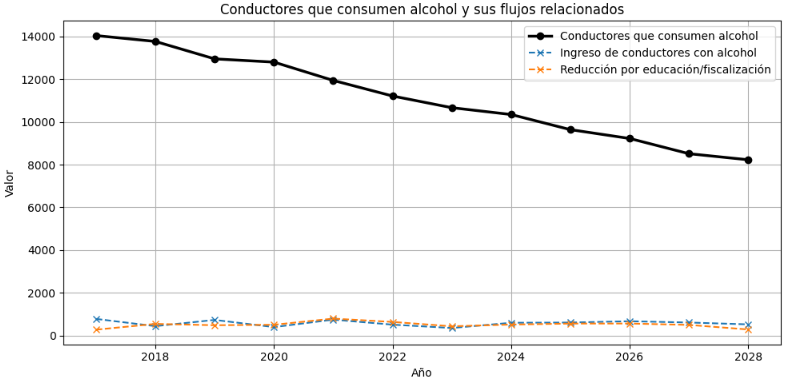 Conductores que consumen alcohol y sus flujos relacionados
Conductores que consumen alcohol
Ingreso de conductores con alcohol
Reducción por educación/fiscalización
Valor
14000
12000
10000
8000
6000
4000
2000
0
2018
2020
2022
2024
2026
2028
Año